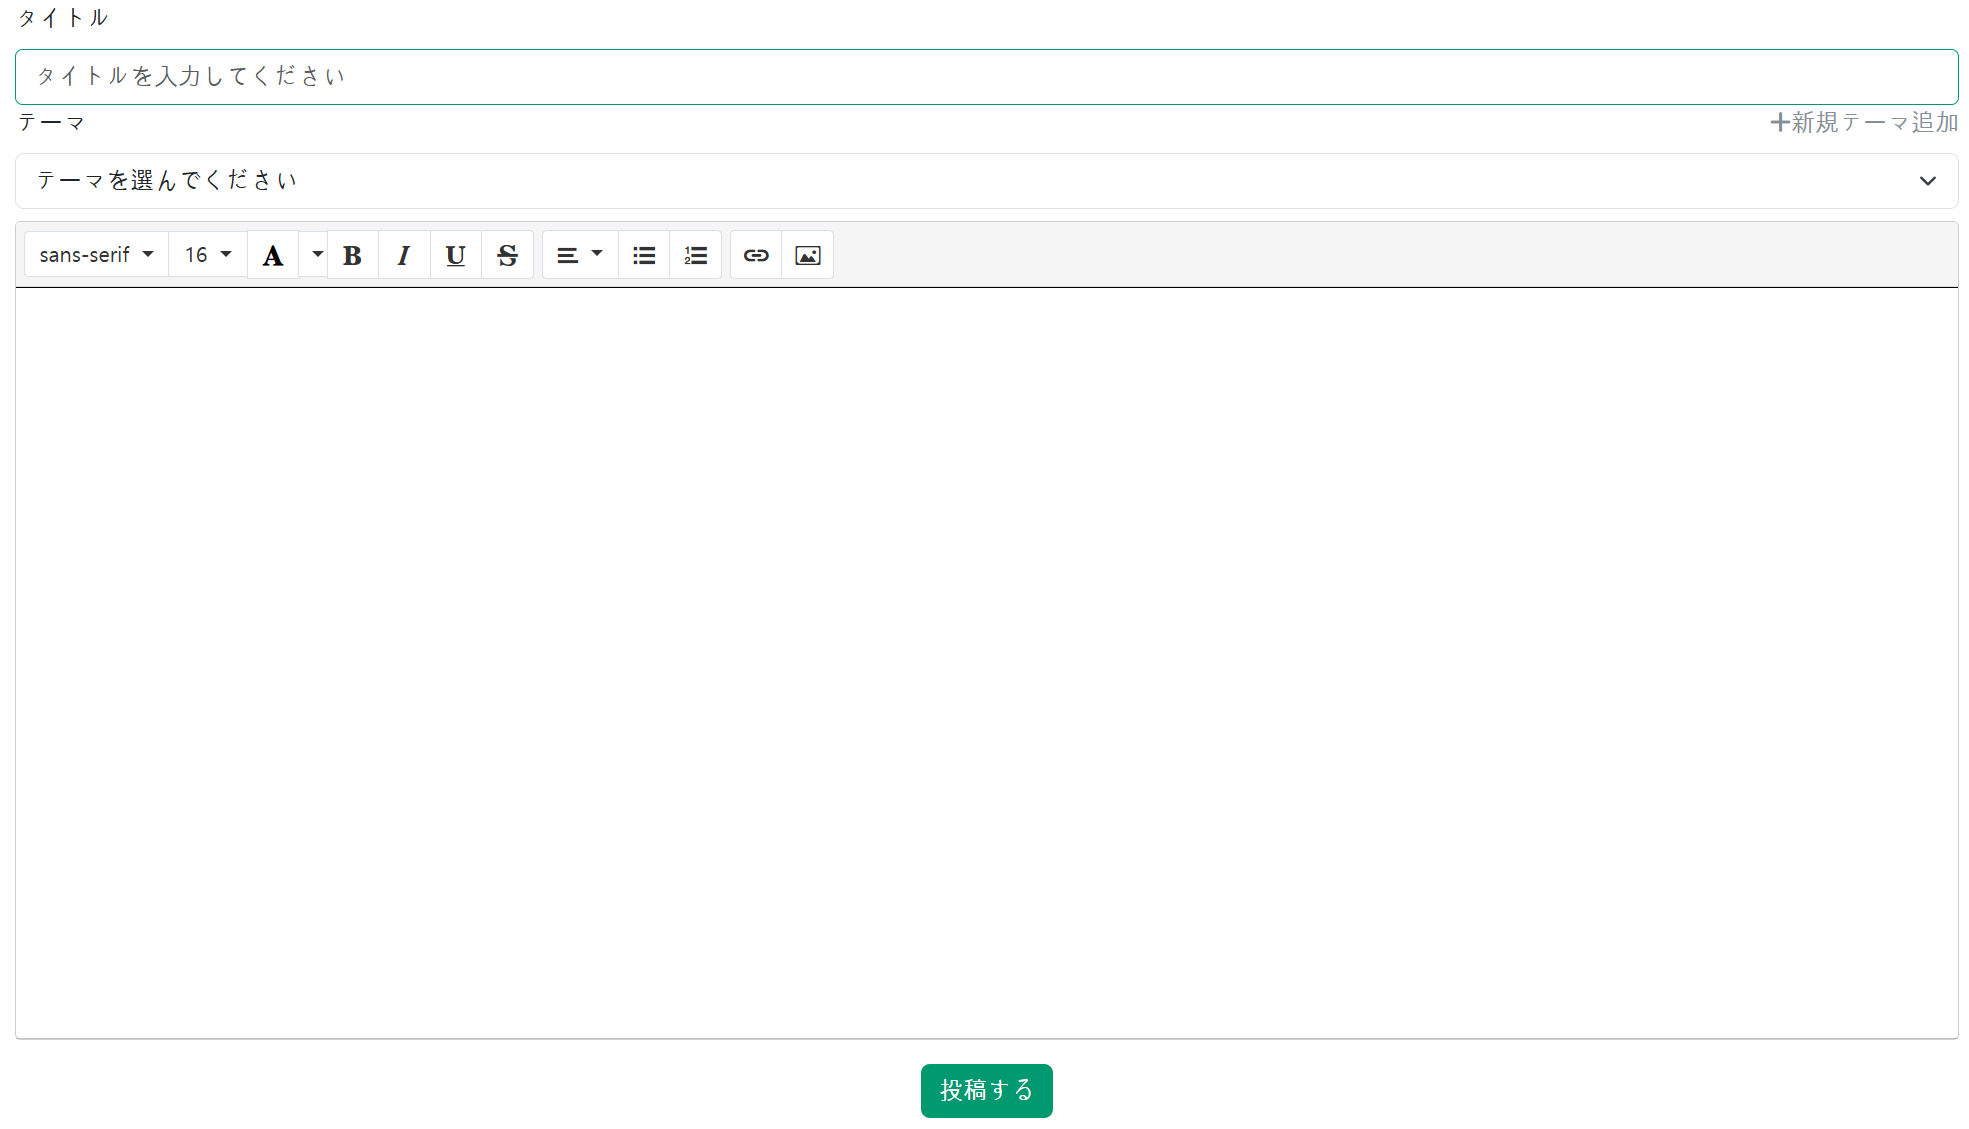 タイトル
タイトルを入力してください
テーマ
+新規テーマ追加
テーマを選んでください
sans-serif 16 A B I U S
投稿する